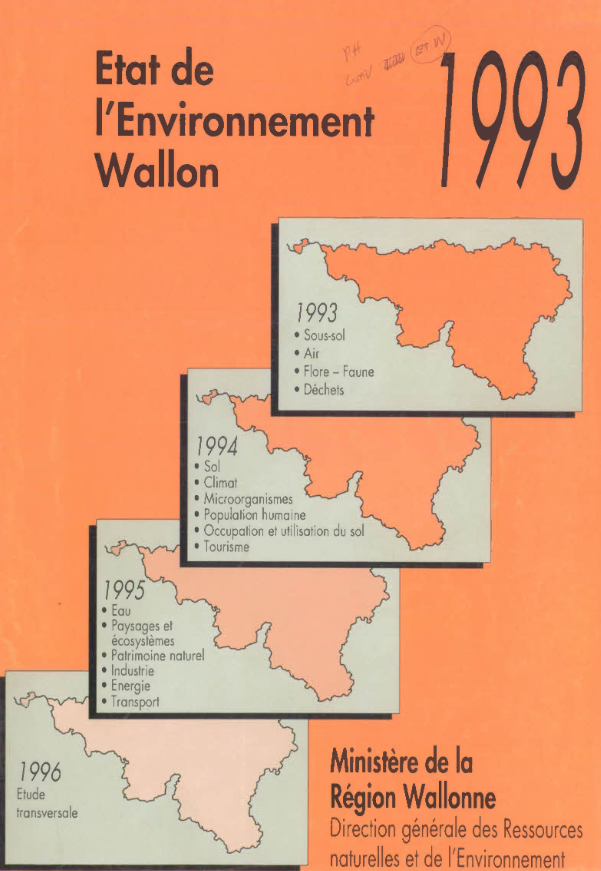 PH
ET W
Etat de
l'Environnement
Wallon
1993
1993
• Sous-sol
• Air
• Flore – Faune
• Déchets
1994
• Sol
• Climat
• Microorganismes
• Population humaine
• Occupation et utilisation du sol
• Tourisme
1995
• Eau
• Paysages et
écosystèmes
• Patrimoine naturel
• Industrie
• Energie
• Transport
1996
Etude
transversale
Ministère de la
Région Wallonne
Direction générale des Ressources
naturelles et de l'Environnement